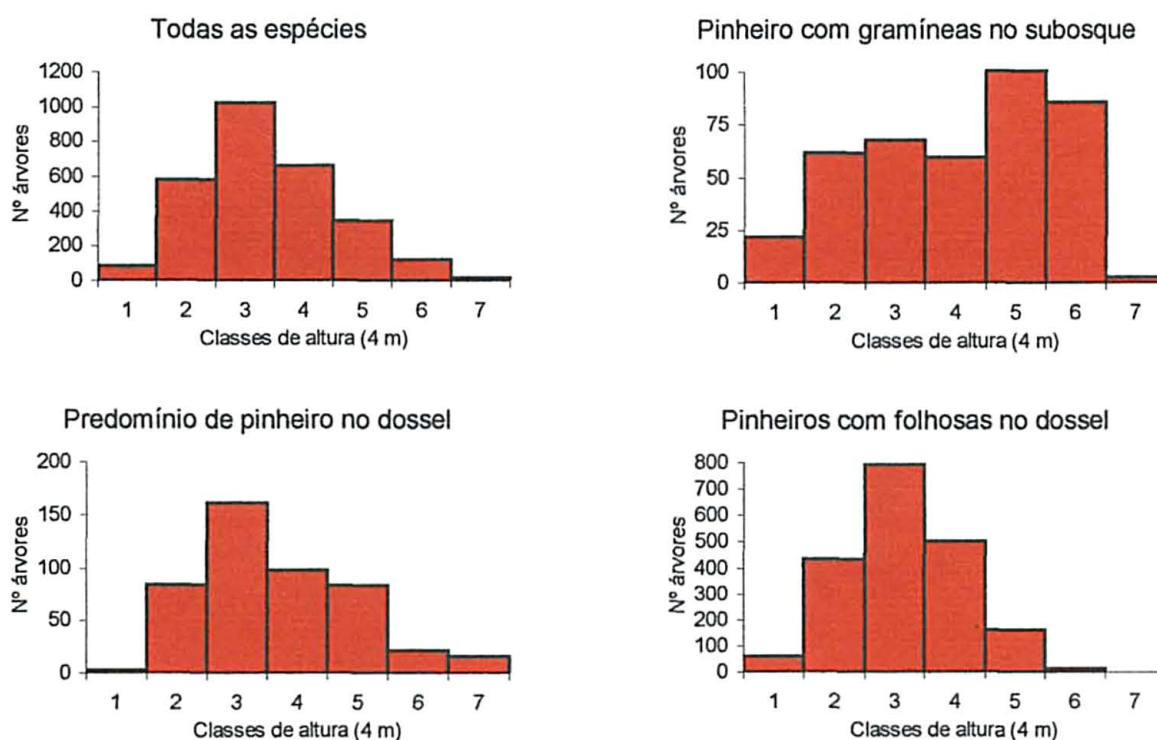 Todas as espécies
Nº árvores
1200
1000
800
600
400
200
0
1 2 3 4 5 6 7
Classes de altura (4 m)
Pinheiro com gramíneas no subosque
Nº árvores
100
75
50
25
0
1 2 3 4 5 6 7
Classes de altura (4 m)
Predomínio de pinheiro no dossel
Nº árvores
200
150
100
50
0
1 2 3 4 5 6 7
Classes de altura (4 m)
Pinheiros com folhosas no dossel
Nº árvores
800
700
600
500
400
300
200
100
0
1 2 3 4 5 6 7
Classes de altura (4 m)